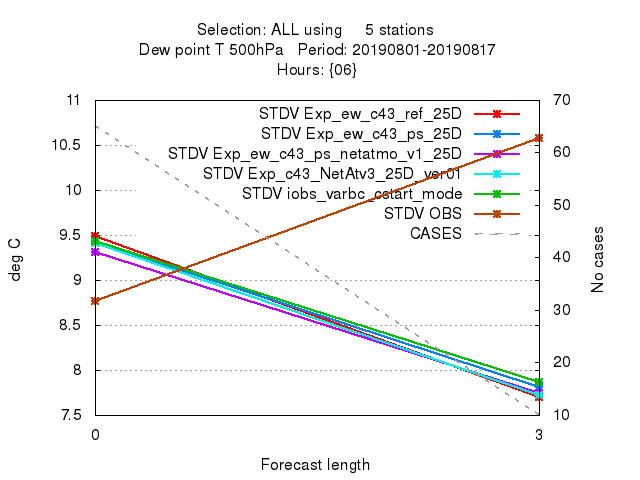 Selection: ALL using     5 stations
Dew point T 500hPa   Period: 20190801-20190817
Hours: {06}
11
10.5
10
9.5
9
8.5
8
7.5
70
60
50
40
30
20
10
STDV Exp_ew_c43_ref_25D
STDV Exp_ew_c43_ps_25D
STDV Exp_ew_c43_ps_netatmo_v1_25D
STDV Exp_c43_NetAtv3_25D_ver01
STDV iobs_varbc_cstart_mode
STDV OBS
CASES
deg C
No cases
0
3
Forecast length